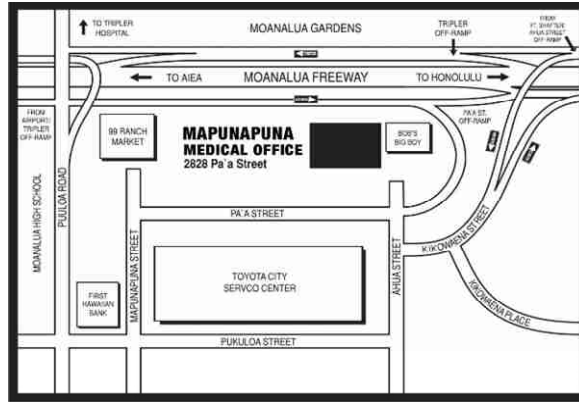 TO TRIPLER
HOSPITAL
MOANALUA GARDENS
TRIPLER
OFF-RAMP
FROM
FT. SHAFTER/
AHUA STREET
OFF-RAMP
TO AIEA
MOANALUA FREEWAY
TO HONOLULU
FROM
AIRPORT/
TRIPLER
OFF-RAMP
99 RANCH
MARKET
MAPUNAPUNA
MEDICAL OFFICE
2828 Pa'a Street
BOB'S
BIG BOY
PA'A ST.
OFF-RAMP
MOANALUA HIGH SCHOOL
PUULOA ROAD
MAPUNAPUNA STREET
PA'A STREET
AHUA STREET
KIKOWAENA STREET
KIKOWAENA PLACE
TOYOTA CITY
SERVCO CENTER
FIRST
HAWAIIAN
BANK
PUKULOA STREET